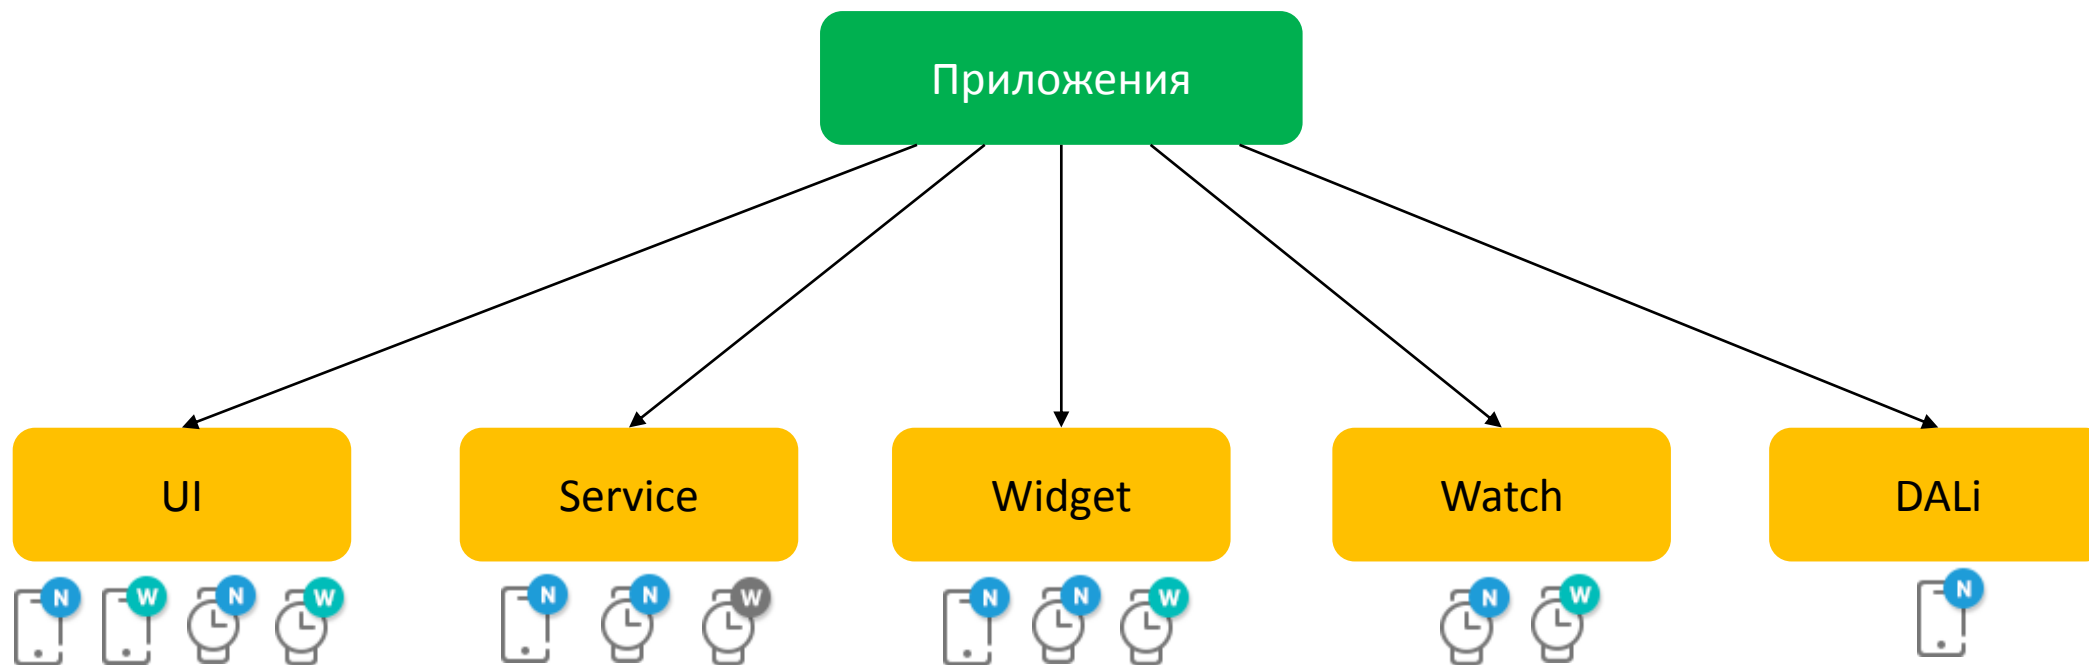 Приложения
UI Service Widget Watch DALi
N W N W N N W N N W N W N